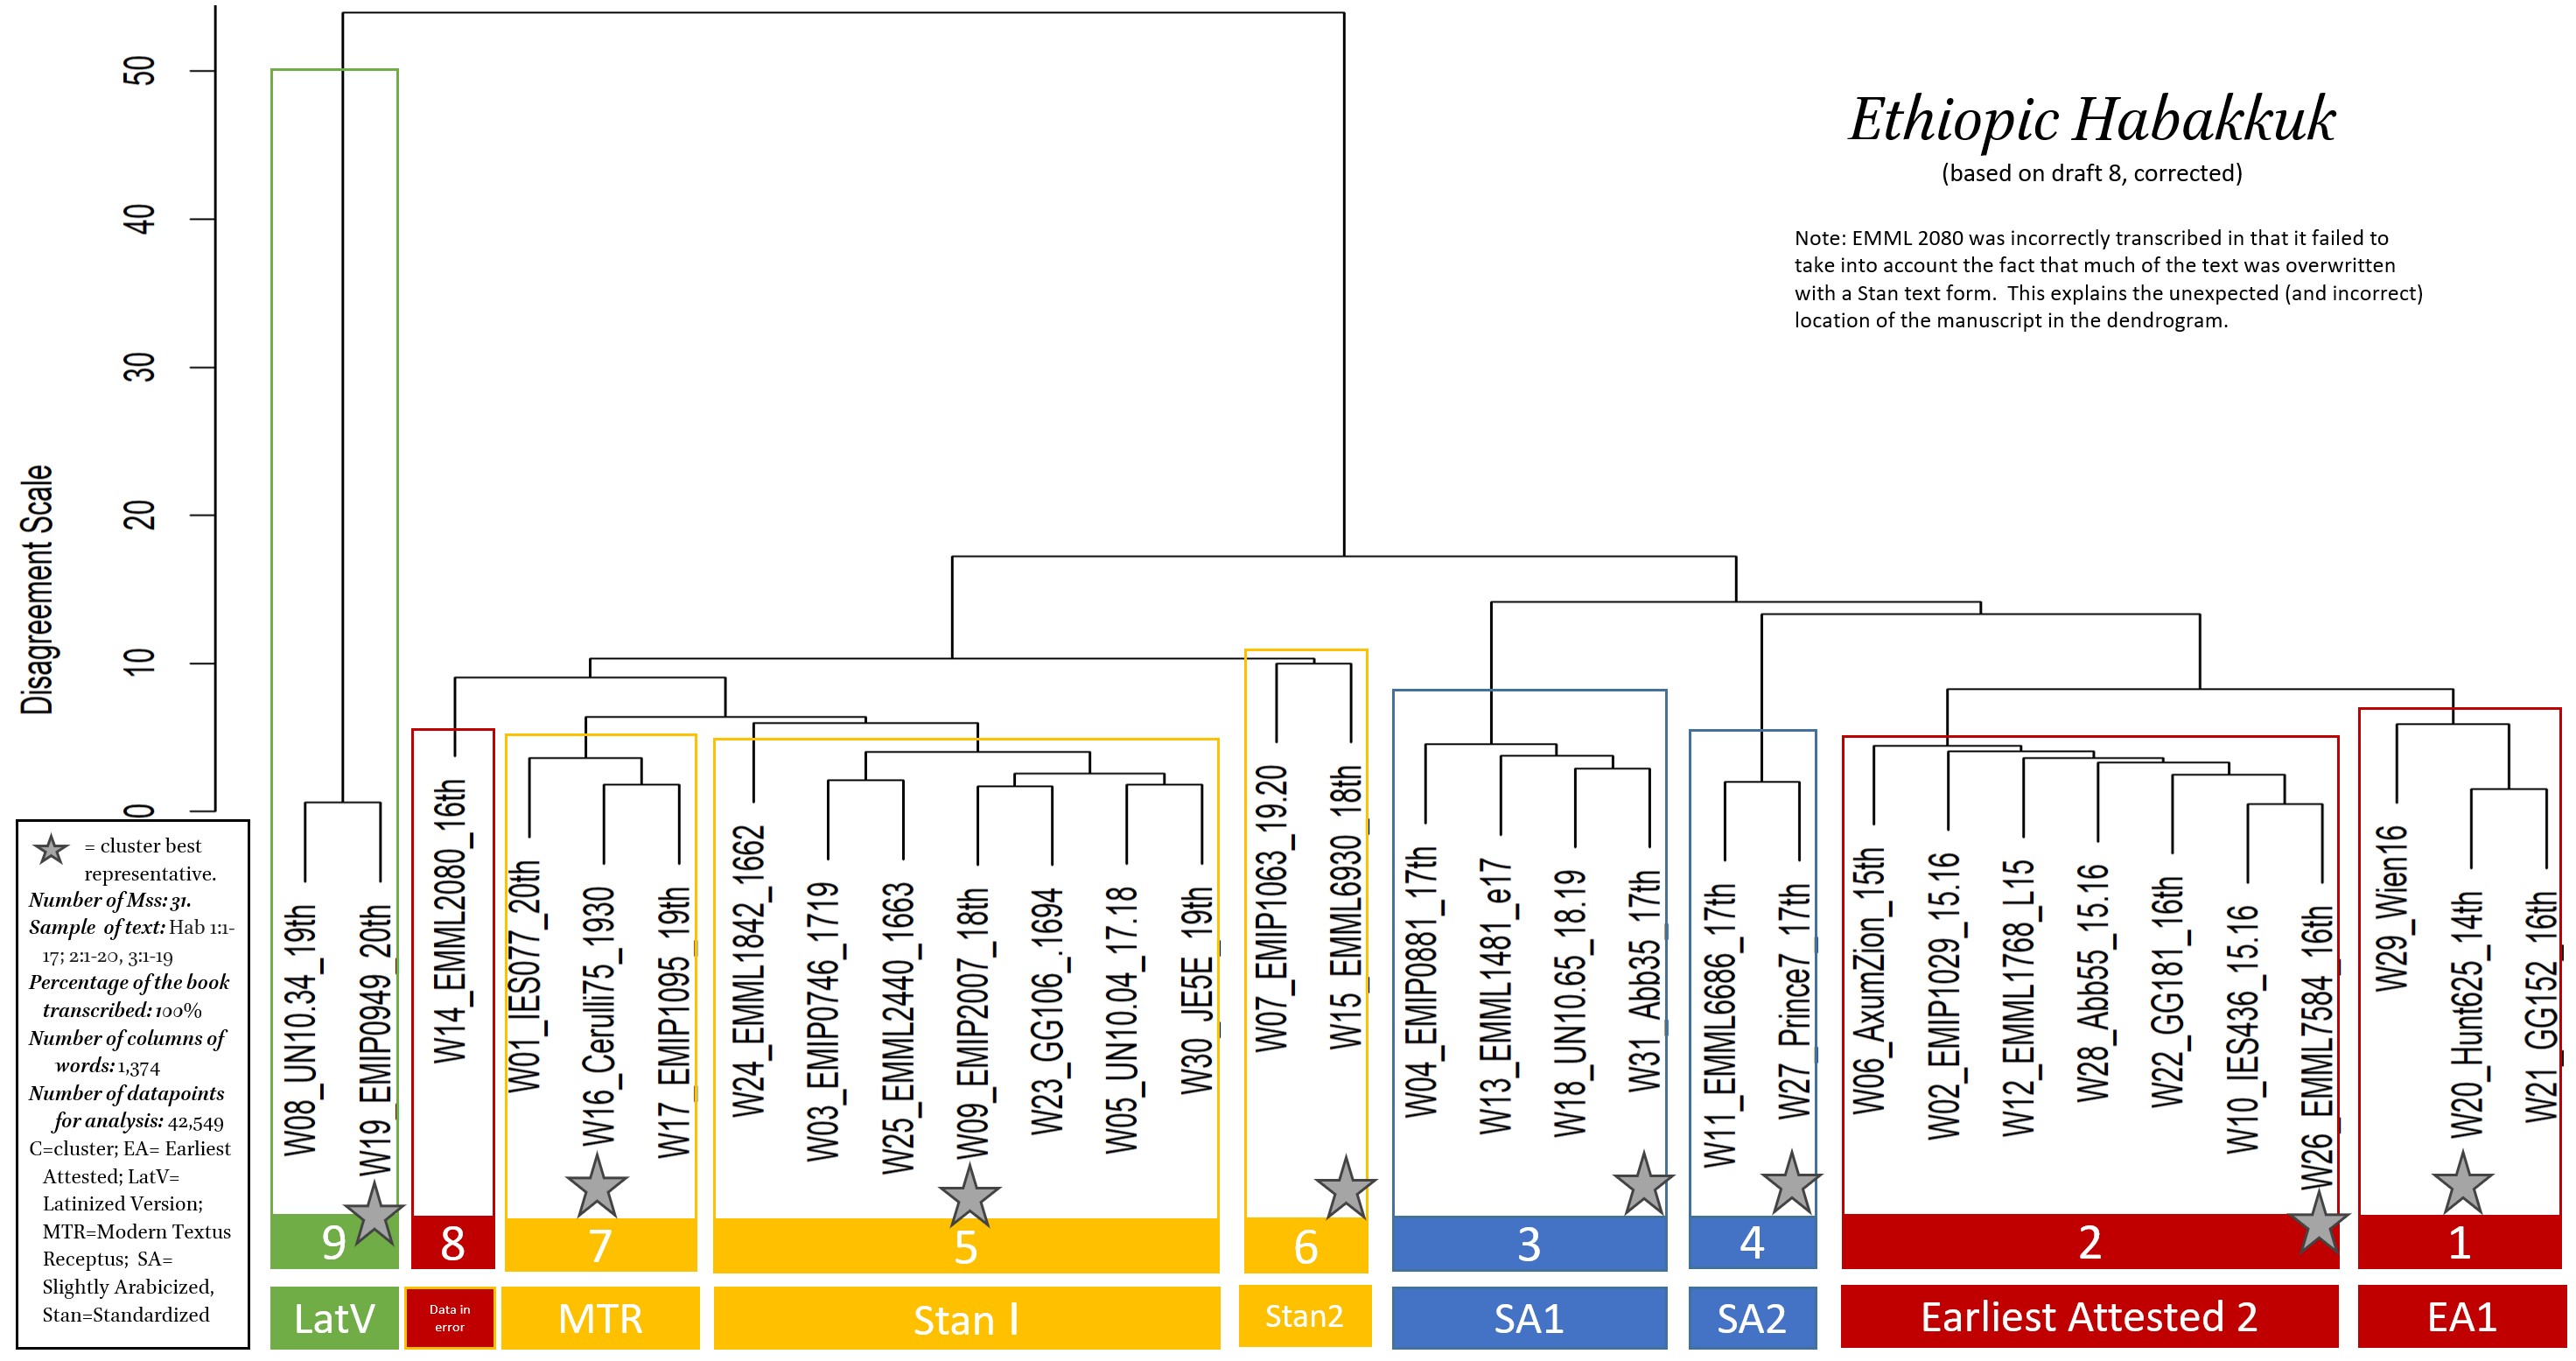 Ethiopic Habakkuk
(based on draft 8, corrected)
Note: EMML 2080 was incorrectly transcribed in that it failed to
take into account the fact that much of the text was overwritten
with a Stan text form.  This explains the unexpected (and incorrect)
location of the manuscript in the dendrogram.
Disagreement Scale
50
40
30
20
10
0
= cluster best
representative.
Number of Mss: 31.
Sample of text: Hab 1:1-
17; 2:1-20, 3:1-19
Percentage of the book
transcribed: 100%
Number of columns of
words: 1,374
Number of datapoints
for analysis: 42,549
C=cluster; EA= Earliest
Attested; LatV=
Latinized Version;
MTR=Modern Textus
Receptus; SA=
Slightly Arabicized,
Stan=Standardized
W08_UN10.34_19th
W19_EMIP0949_20th
W14_EMML2080_16th
W01_IES077_20th
W16_Cerulli75_1930
W17_EMIP1095_19th
W24_EMML1842_1662
W03_EMIP0746_1719
W25_EMML2440_1663
W09_EMIP2007_18th
W23_GG106_.1694
W05_UN10.04_17.18
W30_JE5E_19th
W07_EMIP1063_19.20
W15_EMML6930_18th
W04_EMIP0881_17th
W13_EMML1481_e17
W18_UN10.65_18.19
W31_Abb35_17th
W11_EMML6686_17th
W27_Prince7_17th
W06_AxumZion_15th
W02_EMIP1029_15.16
W12_EMML1768_L15
W28_Abb55_15.16
W22_GG181_16th
W10_IES436_15.16
W26_EMML7584_16th
W29_Wien16
W20_Hunt625_14th
W21_GG152_16th
9
8
7
5
6
3
4
2
1
LatV
Data in
error
MTR
Stan l
Stan2
SA1
SA2
Earliest Attested 2
EA1